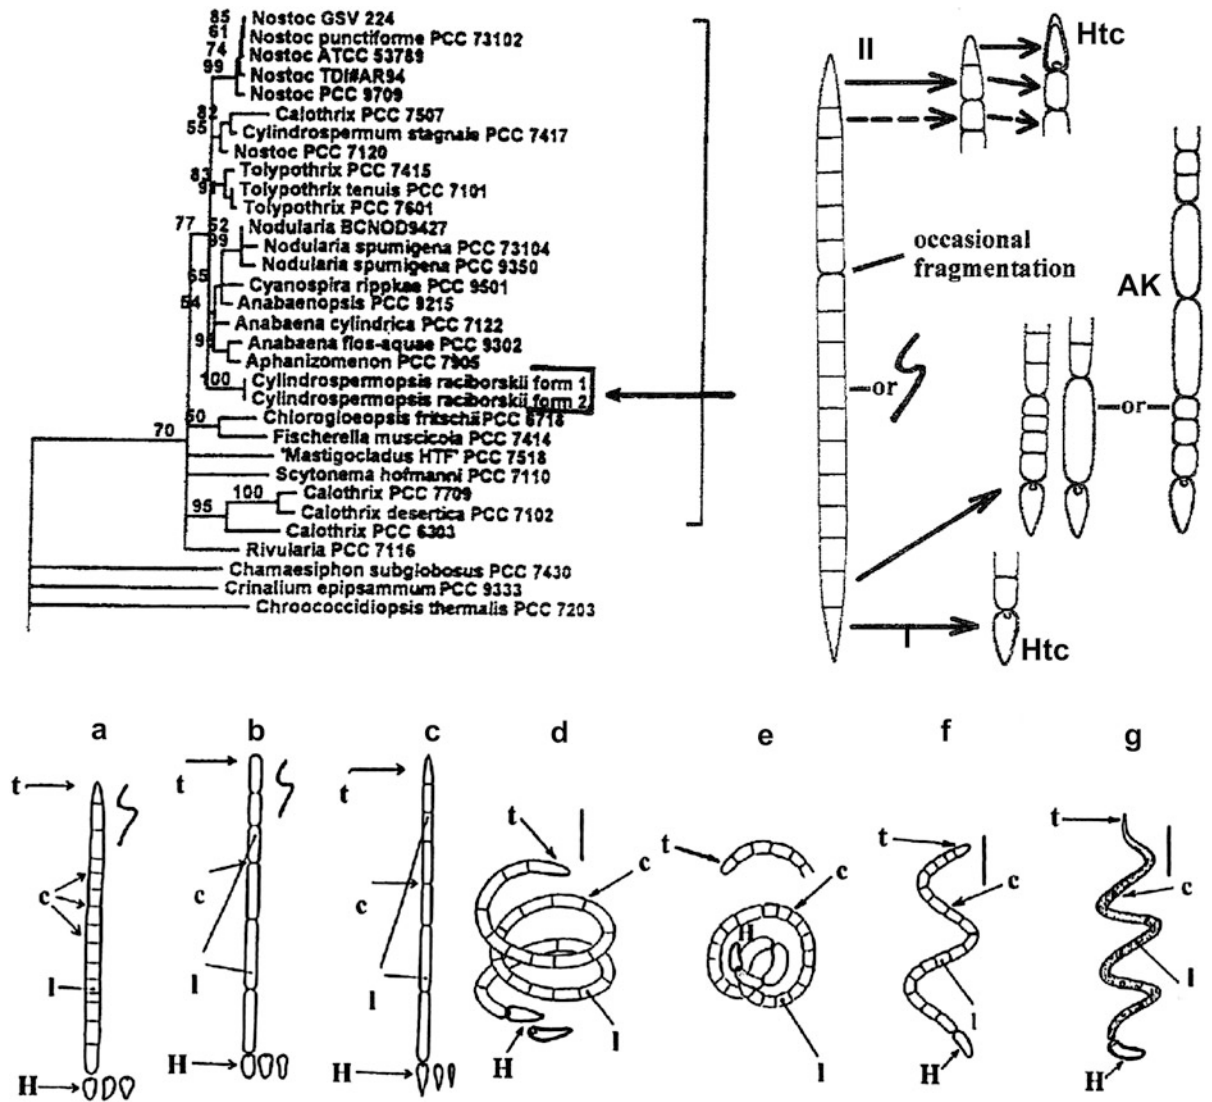 85
Nostoc GSV 224
61
Nostoc punctiforme PCC 73102
74
Nostoc ATCC 53789
99
Nostoc TDI#AR94
Nostoc PCC 9709
82
Calothrix PCC 7507
55
Cylindrospermum stagnale PCC 7417
Nostoc PCC 7120
83
Tolypothrix PCC 7415
Tolypothrix tenuis PCC 7101
Tolypothrix PCC 7601
77
52
Nodularia BCNOD9427
99
Nodularia spumigena PCC 73104
Nodularia spumigena PCC 9350
65
Cyanospira rippkae PCC 9501
54
Anabaenopsis PCC 9215
Anabaena cylindrica PCC 7122
Anabaena flos-aquae PCC 9302
Aphanizomenon PCC 7905
100
Cylindrospermopsis raciborskii form 1
Cylindrospermopsis raciborskii form 2
50
Chlorogloeopsis fritschii PCC 6718
70
Fischerella muscicola PCC 7414
'Mastigocladus HTF' PCC 7518
Scytonema hofmanni PCC 7110
100
Calothrix PCC 7709
95
Calothrix desertica PCC 7102
Calothrix PCC 6303
Rivularia PCC 7116
Chamaesiphon subglobosus PCC 7430
Crinalium epipsammum PCC 9333
Chroococcidiopsis thermalis PCC 7203
II
Htc
occasional
fragmentation
AK
or
or
I
Htc
a
b
c
d
e
f
g
t
t
t
t
t
t
t
c
c
c
c
c
c
c
l
l
l
l
l
l
l
H
H
H
H
H
H
H